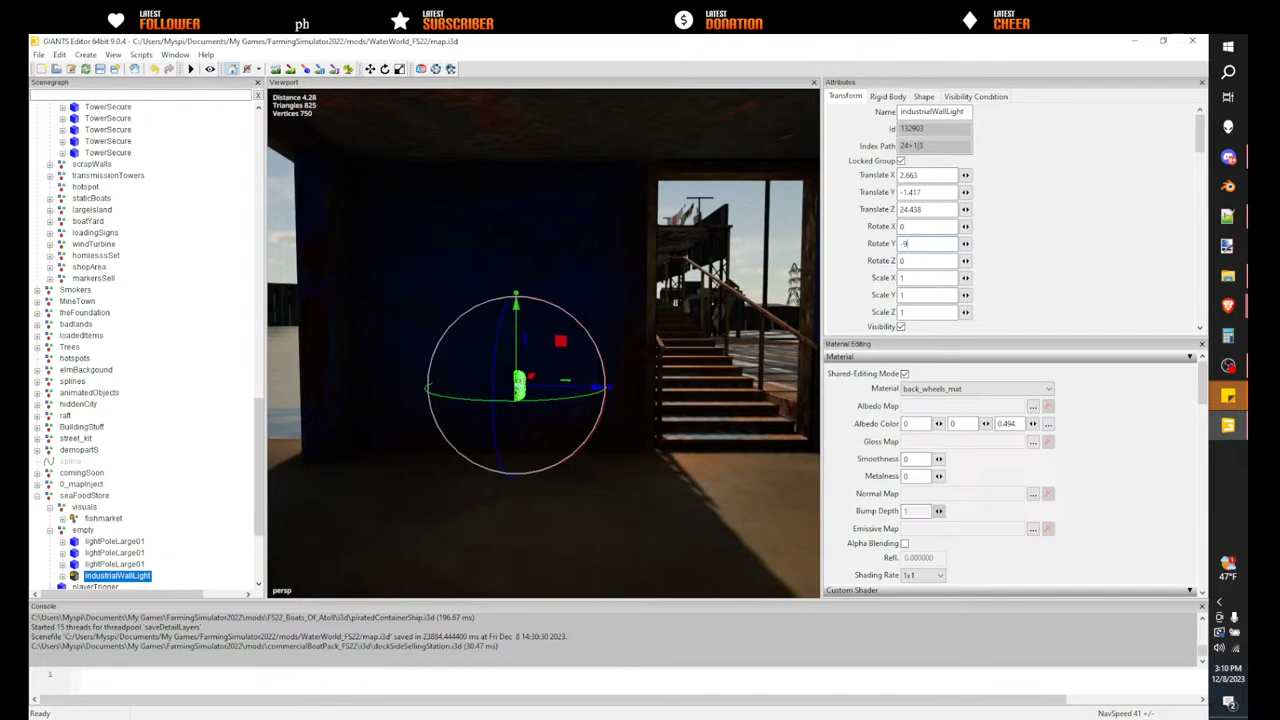 LATEST
FOLLOWER
ph
LATEST
SUBSCRIBER
LATEST
DONATION
LATEST
CHEER
GIANTS Editor 64bit 9.0.4 - C:/Users/Myspi/Documents/My Games/FarmingSimulator2022/mods/WaterWorld_FS22/map.i3d
File Edit Create View Scripts Window Help
Scenegraph
X
TowerSecure
TowerSecure
TowerSecure
TowerSecure
TowerSecure
scrapWalls
transmissionTowers
hotspot
staticBoats
largeIsland
boatYard
loadingSigns
windTurbine
homlesssSet
shopArea
markersSell
Smokers
MineTown
theFoundation
badlands
loadedItems
Trees
hotspots
elmBackgound
splines
animatedObjects
hiddenCity
raft
BuildingStuff
street_kit
demopartS
spline
comingSoon
0_mapInject
seaFoodStore
visuals
fishmarket
empty
lightPoleLarge01
lightPoleLarge01
lightPoleLarge01
industrialWallLight
playerTrigger
Viewport
Distance 4.28
Triangles 825
Vertices 750
persp
Attributes
Transform Rigid Body Shape Visibility Condition
Name industrialWallLight
Id 132903
Index Path 24>1|3
Locked Group
Translate X 2.663
Translate Y -1.417
Translate Z 24.438
Rotate X 0
Rotate Y -9
Rotate Z 0
Scale X 1
Scale Y 1
Scale Z 1
Visibility
Material Editing
Material
Shared-Editing Mode
Material back_wheels_mat
Albedo Map ...
Albedo Color 0 0 0.494 ...
Gloss Map ...
Smoothness 0
Metalness 0
Normal Map ...
Bump Depth 1
Emissive Map ...
Alpha Blending
Refl. 0.000000
Shading Rate 1x1
Custom Shader
Console
C:\Users\Myspi\Documents\My Games\FarmingSimulator2022\mods\FS22_Boats_Of_Atoll\i3d\piratedContainerShip.i3d (196.67 ms)
Started 15 threads for threadpool 'saveDetailLayers'
Scenefile 'C:/Users/Myspi/Documents/My Games/FarmingSimulator2022/mods/WaterWorld_FS22/map.i3d' saved in 23884.444400 ms at Fri Dec 8 14:30:30 2023.
C:\Users\Myspi\Documents\My Games\FarmingSimulator2022\mods\commercialBoatPack_FS22\i3d\dockSideSellingStation.i3d (30.47 ms)
1
Ready
NavSpeed 41 +/-
47°F
3:10 PM
12/8/2023
2